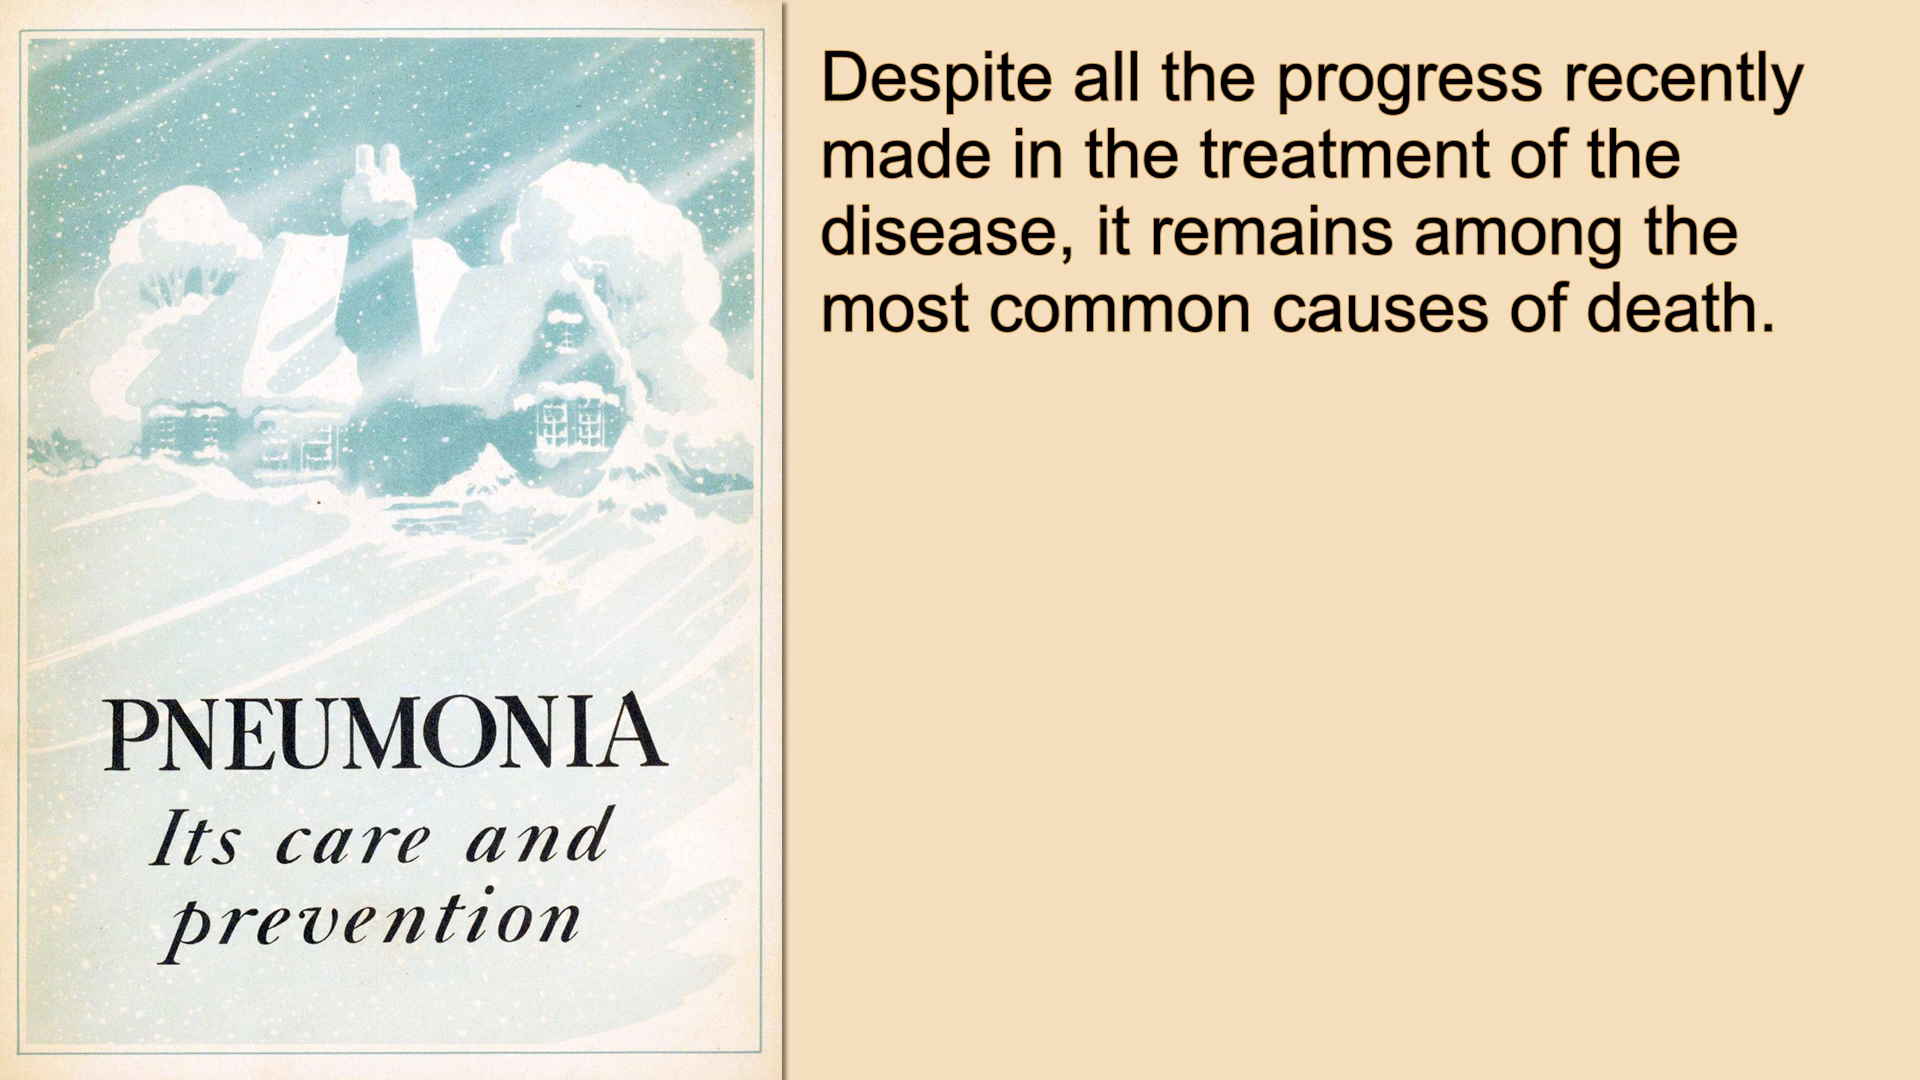 PNEUMONIA
Its care and
prevention
Despite all the progress recently
made in the treatment of the
disease, it remains among the
most common causes of death.